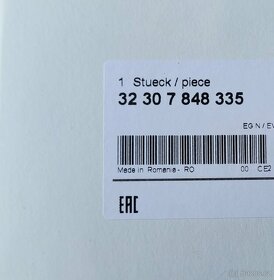 1 Stueck / piece
32 30 7 848 335
EG N / EV
Made in Romania - RO 00 CE2
EAC